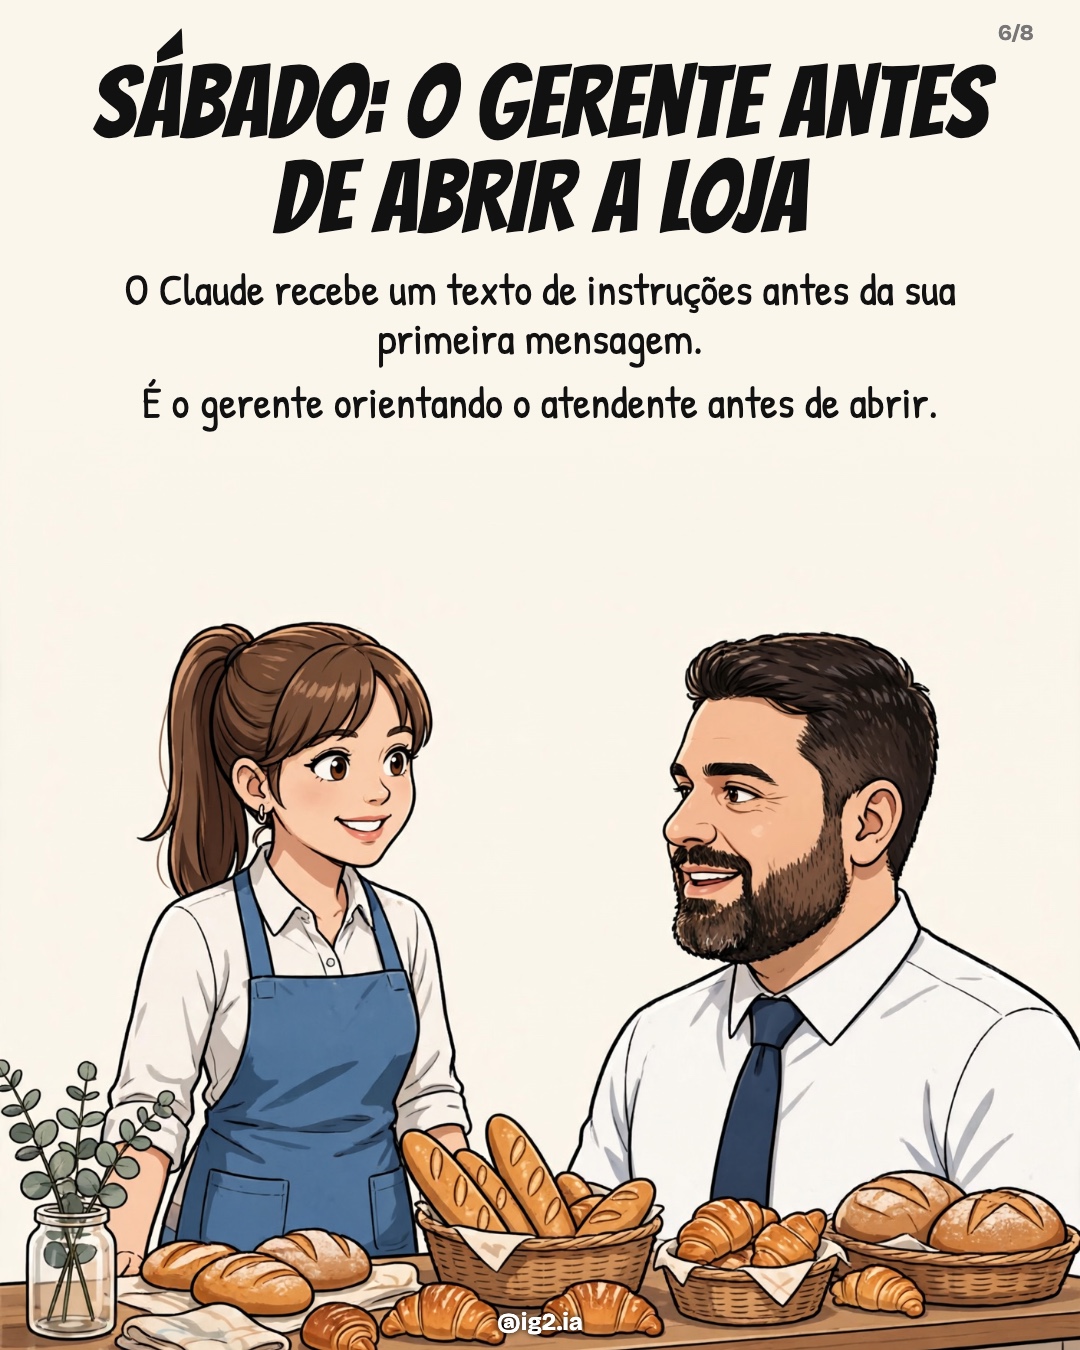 6/8
SÁBADO: O GERENTE ANTES
DE ABRIR A LOJA
O Claude recebe um texto de instruções antes da sua
primeira mensagem.
É o gerente orientando o atendente antes de abrir.
@ig2.ia